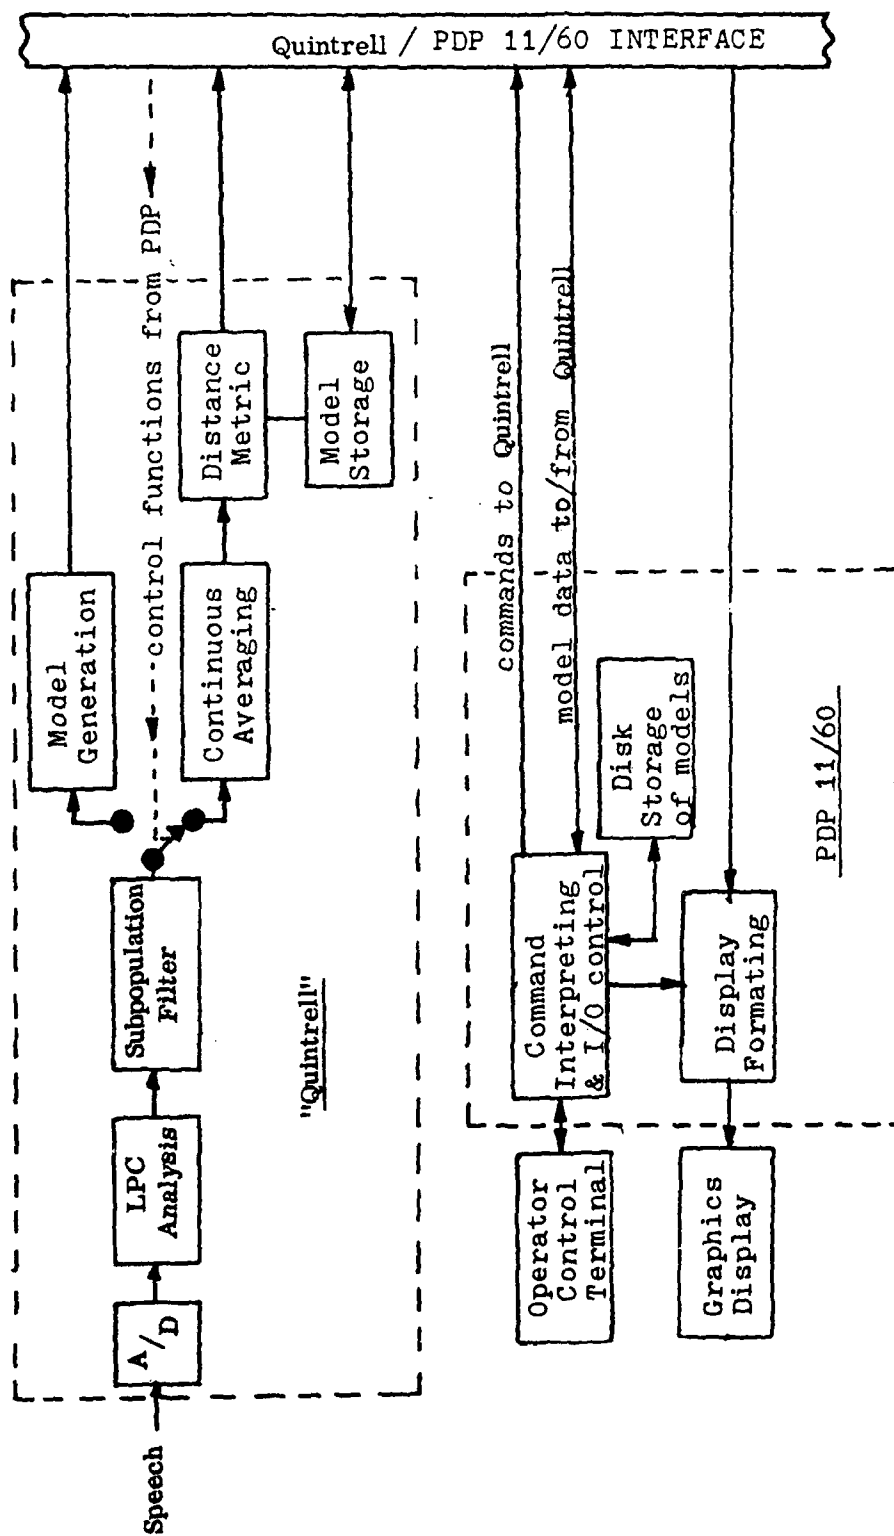 Quintrell / PDP 11/60 INTERFACE
Speech
A/D
LPC
Analysis
Subpopulation
Filter
Model
Generation
control functions from PDP
Continuous
Averaging
Distance
Metric
Model
Storage
"Quintrell"
commands to Quintrell
model data to/from Quintrell
Operator
Control
Terminal
Command
Interpreting
& I/O control
Disk
Storage
of models
Graphics
Display
Display
Formating
PDP 11/60